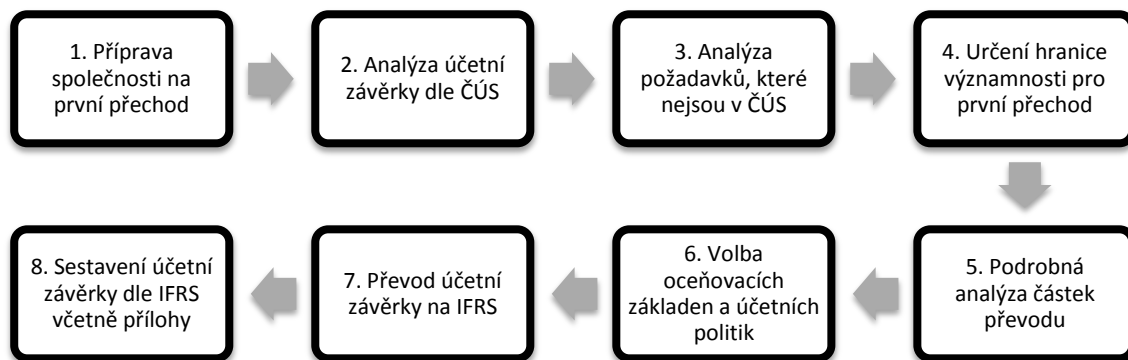 1. Příprava
společnosti na
první přechod
2. Analýza účetní
závěrky dle ČÚS
3. Analýza
požadavků, které
nejsou v ČÚS
4. Určení hranice
významnosti pro
první přechod
5. Podrobná
analýza částek
převodu
6. Volba
oceňovacích
základen a účetních
politik
7. Převod účetní
závěrky na IFRS
8. Sestavení účetní
závěrky dle IFRS
včetně přílohy